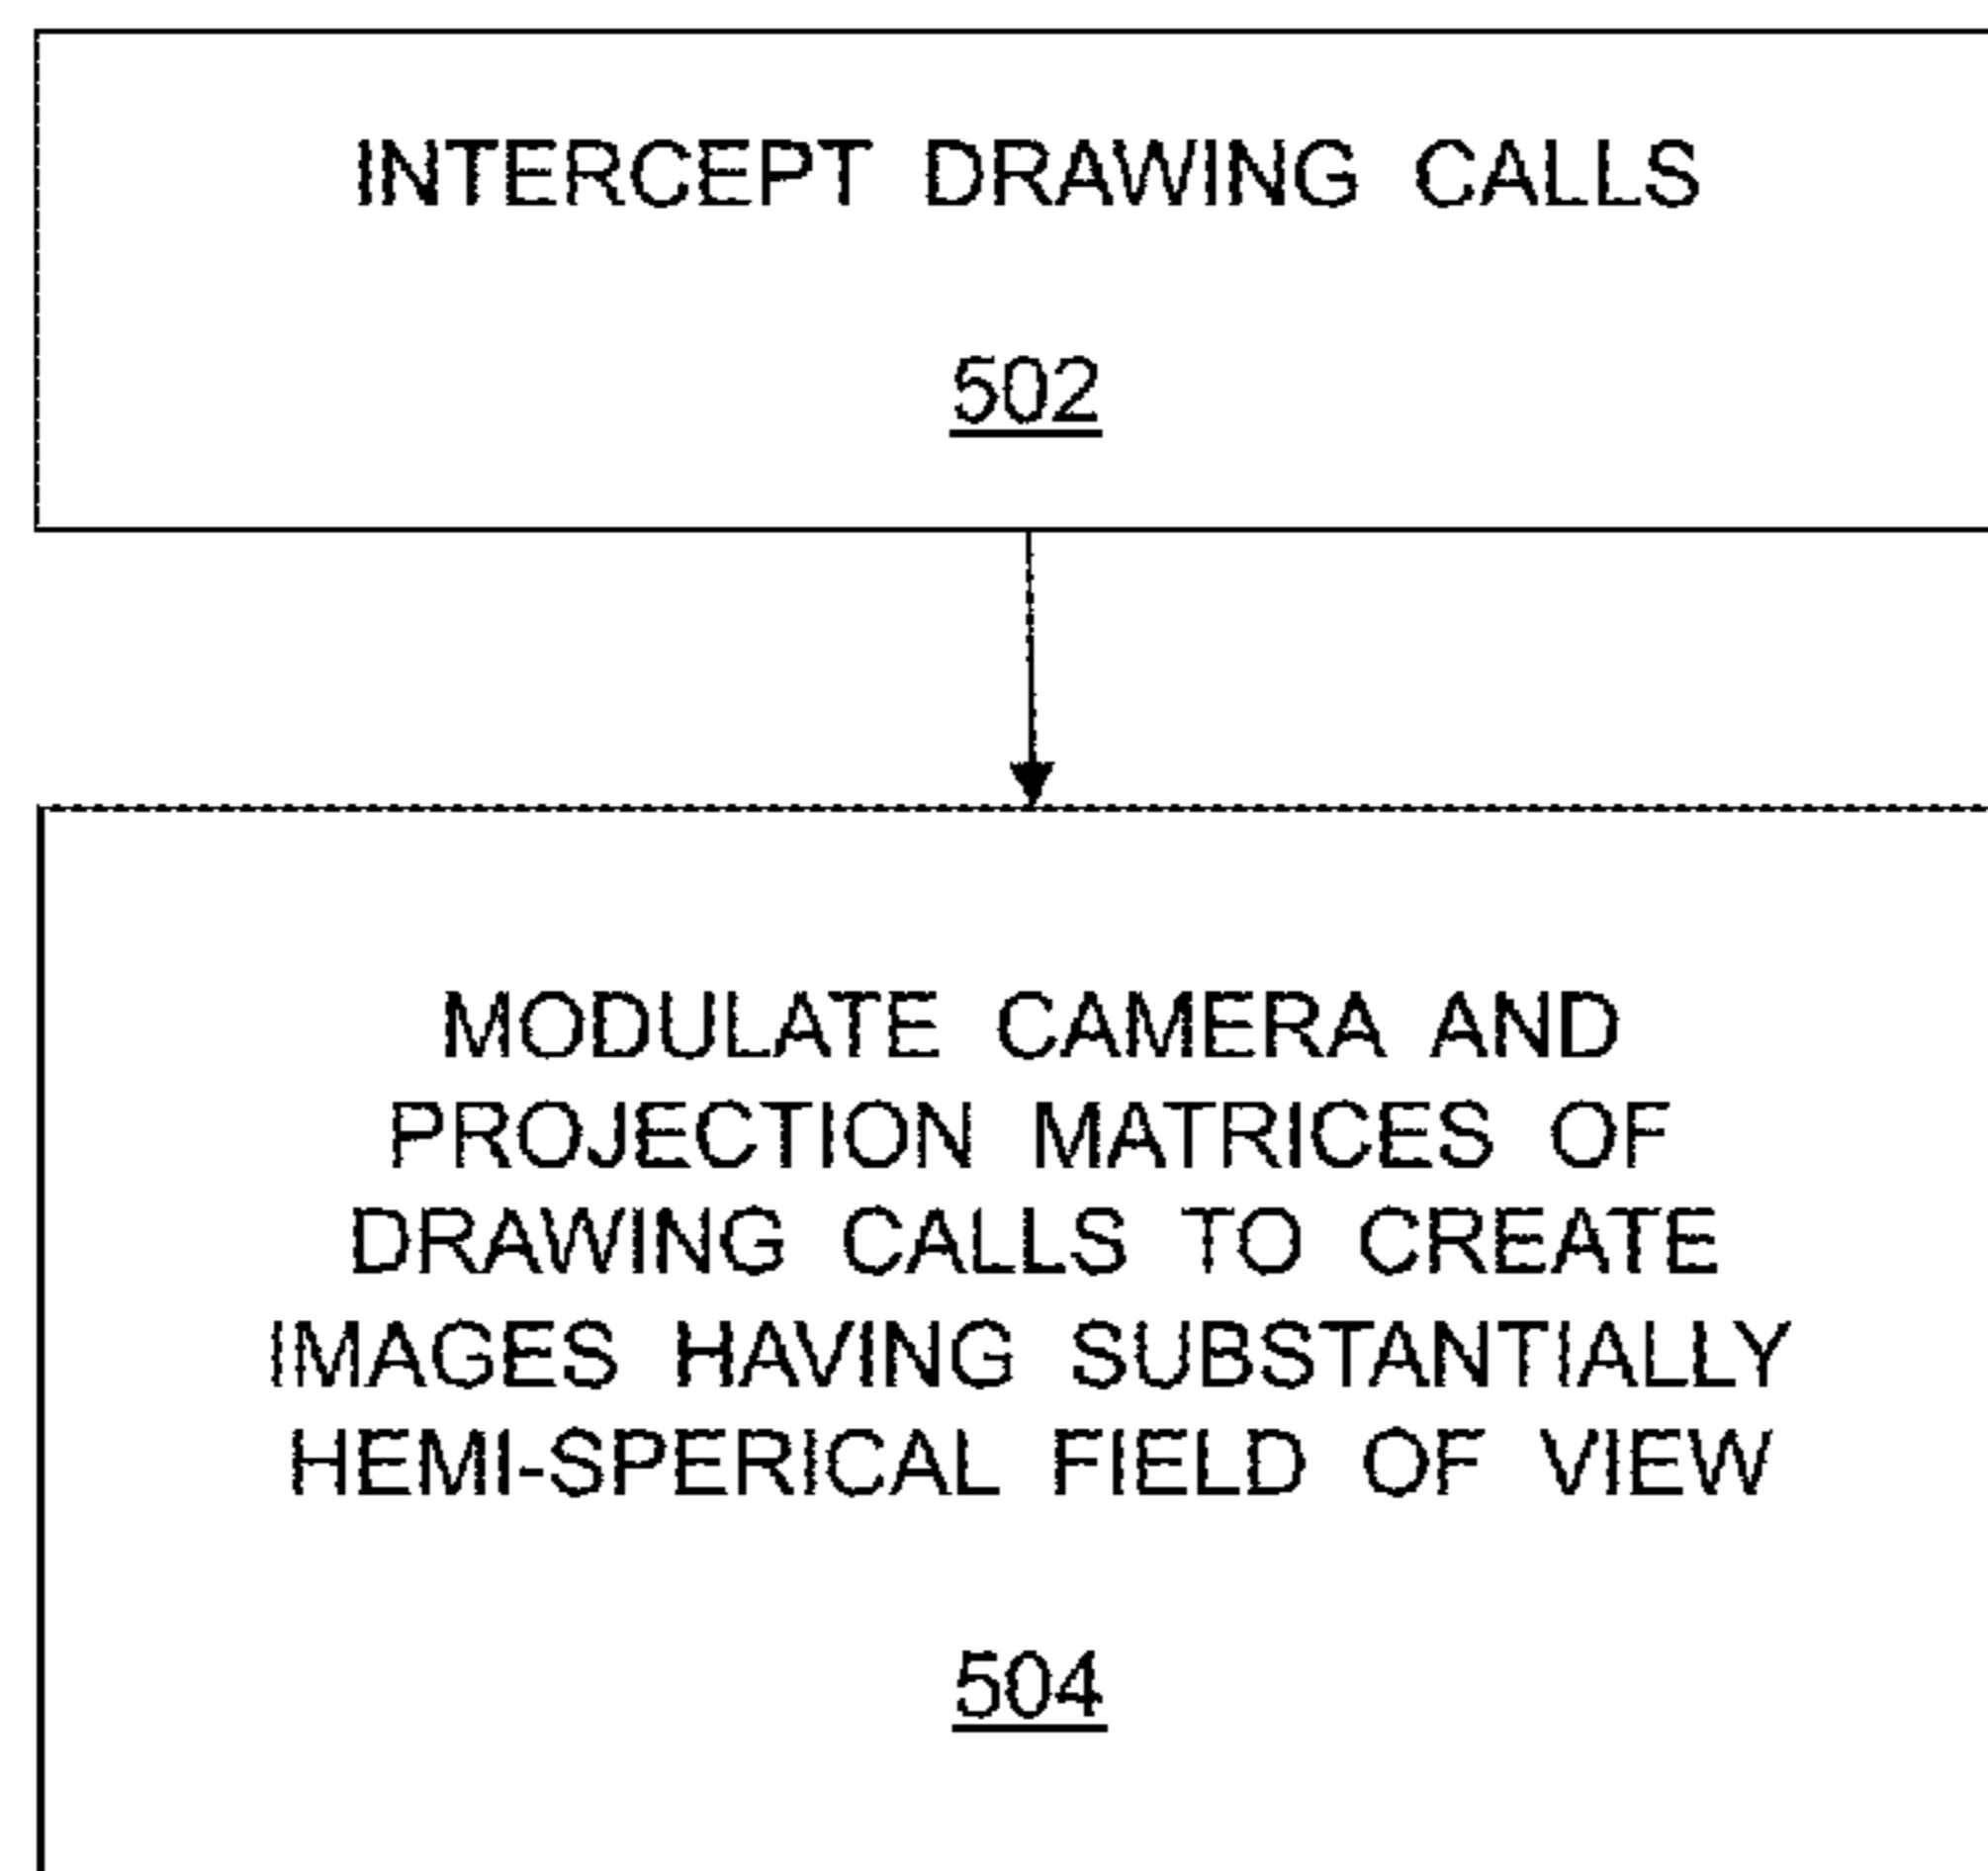 INTERCEPT DRAWING CALLS
502
MODULATE CAMERA AND
PROJECTION MATRICES OF
DRAWING CALLS TO CREATE
IMAGES HAVING SUBSTANTIALLY
HEMI-SPERICAL FIELD OF VIEW
504